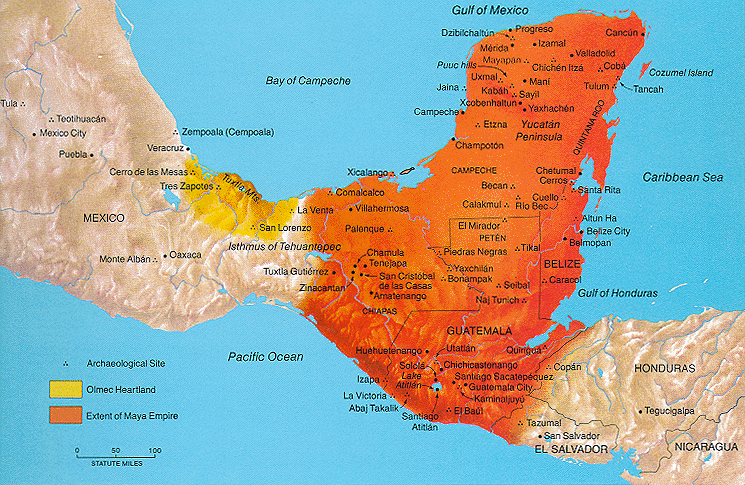 Gulf of Mexico
Progreso
Dzibilchaltún
Cancún
Mérida
Izamal
Mayapán
Valladolid
Puuc hills
Chichén Itzá
Cobá
Bay of Campeche
Uxmal
Maní
Cozumel Island
Jaina
Kabáh
Sayil
Tulum
Tancah
Tula
Xcobenhaltun
Yaxhachén
Teotihuacán
Campeche
Etzna
Yucatán
Peninsula
QUINTANA ROO
Mexico City
Zempoala (Cempoala)
Champotón
Puebla
Veracruz
Cerro de las Mesas
Xicalango
CAMPECHE
Chetumal
Cerros
Caribbean Sea
Tres Zapotes
Tuxtla Mts.
Comalcalco
Becan
Santa Rita
La Venta
Villahermosa
Calakmul
Río Bec
Cuello
MEXICO
San Lorenzo
Palenque
El Mirador
Altun Ha
PETÉN
Belize City
Isthmus of Tehuantepec
Piedras Negras
Tikal
Belmopan
Monte Albán
Oaxaca
Chamula
Tenejapa
Yaxchilán
BELIZE
Tuxtla Gutiérrez
San Cristóbal
de las Casas
Bonampak
Seibal
Caracol
Zinacantan
Amatenango
Naj Tunich
Gulf of Honduras
CHIAPAS
GUATEMALA
Pacific Ocean
Huehuetenango
Utatlán
Quiriguá
Archaeological Site
Sololá
Chichicastonango
Copán
HONDURAS
Lake
Atitlán
Santiago Sacatepéquez
Olmec Heartland
Izapa
Guatemala City
La Victoria
Kaminaljuyú
Extent of Maya Empire
Abaj Takalik
Santiago
Atitlán
El Baúl
Tegucigalpa
Tazumal
San Salvador
0 50 100
STATUTE MILES
EL SALVADOR
NICARAGUA